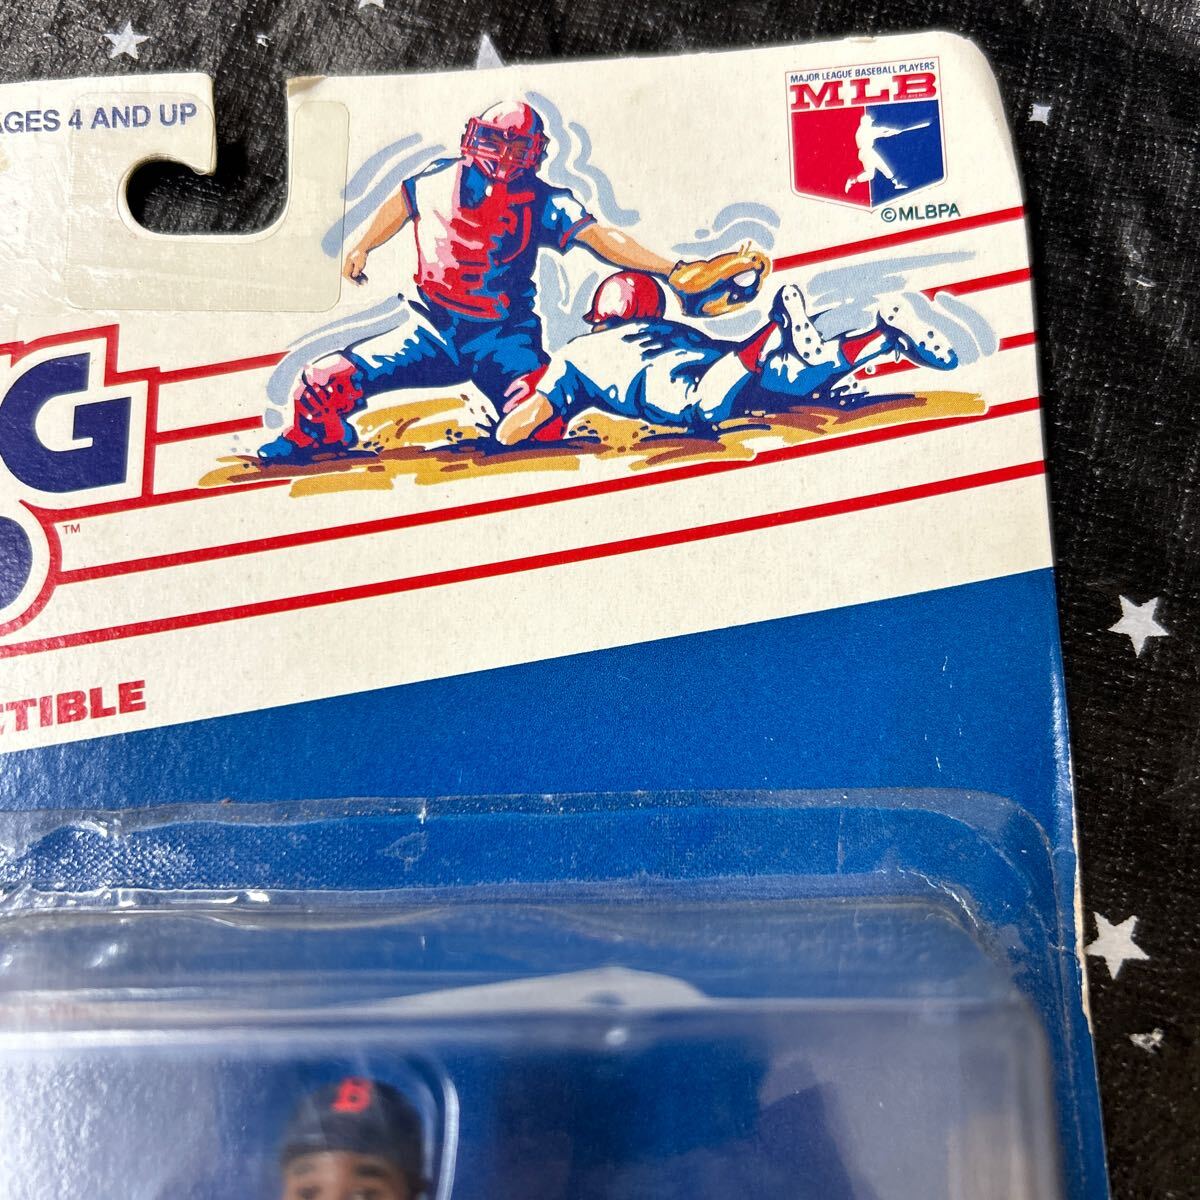 AGES 4 AND UP
MAJOR LEAGUE BASEBALL PLAYERS
MLB
©MLBPA
G
™
CTIBLE
B